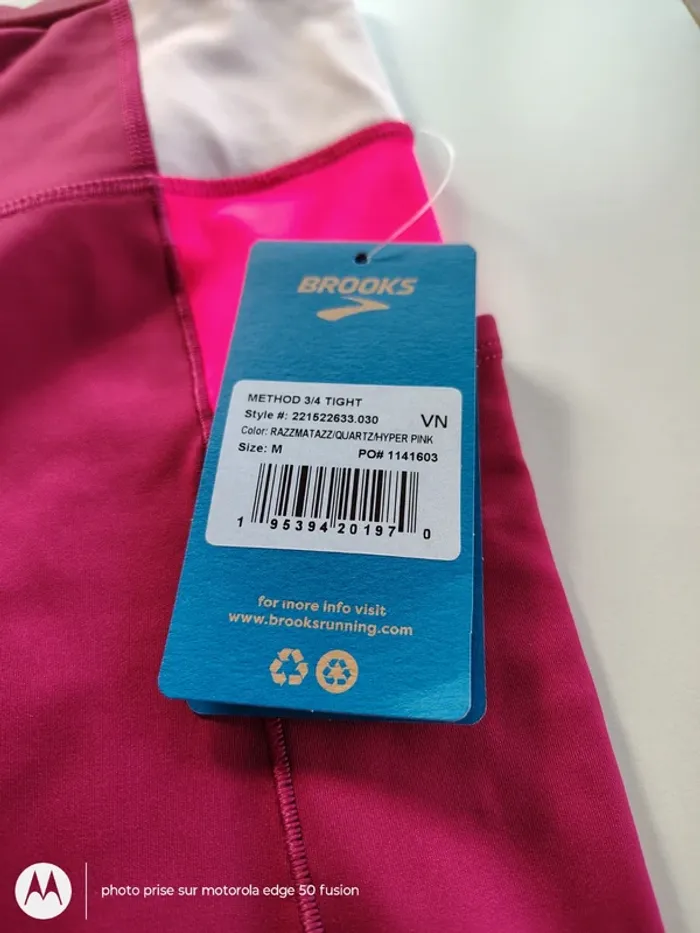 BROOKS
METHOD 3/4 TIGHT
Style #: 221522633.030 VN
Color: RAZZMATAZZ/QUARTZ/HYPER PINK
Size: M PO# 1141603
1 95394 20197 0
for more info visit
www.brooksrunning.com
photo prise sur motorola edge 50 fusion